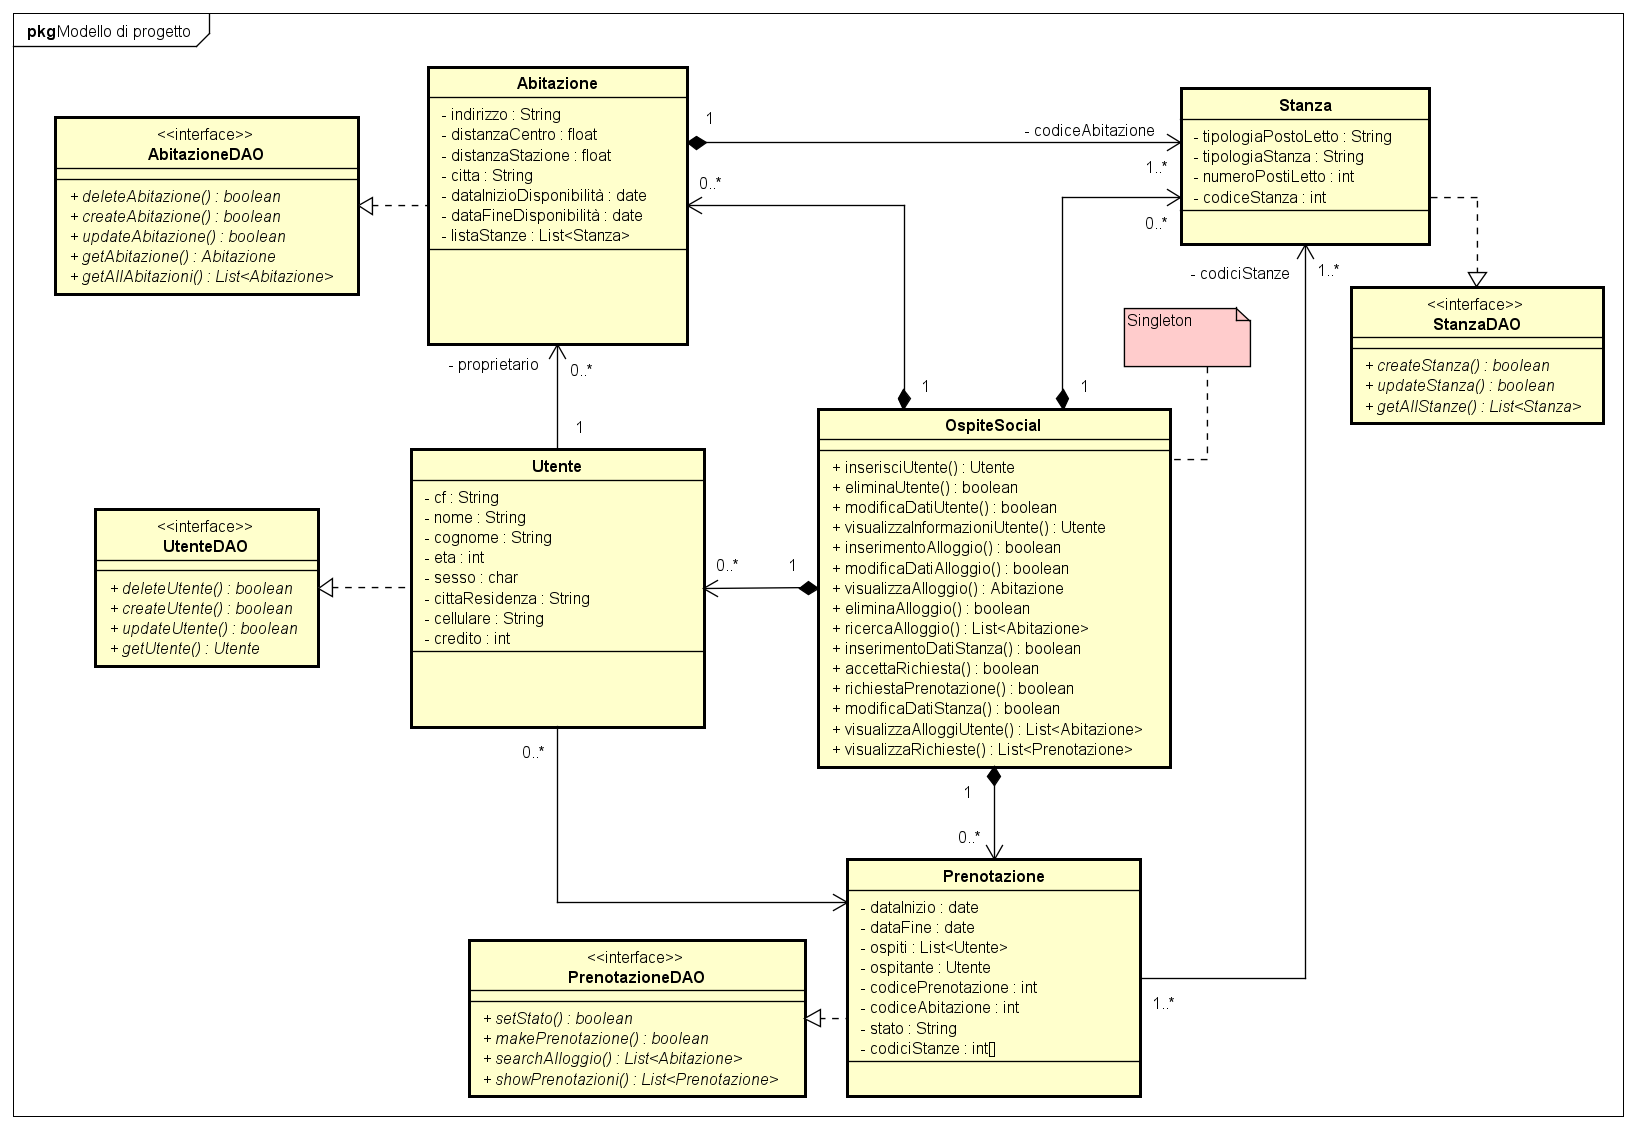 pkg Modello di progetto
Abitazione
- indirizzo : String
- distanzaCentro : float
- distanzaStazione : float
- citta : String
- dataInizioDisponibilità : date
- dataFineDisponibilità : date
- listaStanze : List<Stanza>
<<interface>>
AbitazioneDAO
+ deleteAbitazione() : boolean
+ createAbitazione() : boolean
+ updateAbitazione() : boolean
+ getAbitazione() : Abitazione
+ getAllAbitazioni() : List<Abitazione>
1
- codiceAbitazione
1..*
0..*
0..*
Stanza
- tipologiaPostoLetto : String
- tipologiaStanza : String
- numeroPostiLetto : int
- codiceStanza : int
- codiciStanze
1..*
<<interface>>
StanzaDAO
+ createStanza() : boolean
+ updateStanza() : boolean
+ getAllStanze() : List<Stanza>
Singleton
- proprietario
0..*
1
1
1
Utente
- cf : String
- nome : String
- cognome : String
- eta : int
- sesso : char
- cittaResidenza : String
- cellulare : String
- credito : int
<<interface>>
UtenteDAO
+ deleteUtente() : boolean
+ createUtente() : boolean
+ updateUtente() : boolean
+ getUtente() : Utente
0..*
1
OspiteSocial
+ inserisciUtente() : Utente
+ eliminaUtente() : boolean
+ modificaDatiUtente() : boolean
+ visualizzaInformazioniUtente() : Utente
+ inserimentoAlloggio() : boolean
+ modificaDatiAlloggio() : boolean
+ visualizzaAlloggio() : Abitazione
+ eliminaAlloggio() : boolean
+ ricercaAlloggio() : List<Abitazione>
+ inserimentoDatiStanza() : boolean
+ accettaRichiesta() : boolean
+ richiestaPrenotazione() : boolean
+ modificaDatiStanza() : boolean
+ visualizzaAlloggiUtente() : List<Abitazione>
+ visualizzaRichieste() : List<Prenotazione>
0..*
1
0..*
Prenotazione
- dataInizio : date
- dataFine : date
- ospiti : List<Utente>
- ospitante : Utente
- codicePrenotazione : int
- codiceAbitazione : int
- stato : String
- codiciStanze : int[]
1..*
<<interface>>
PrenotazioneDAO
+ setStato() : boolean
+ makePrenotazione() : boolean
+ searchAlloggio() : List<Abitazione>
+ showPrenotazioni() : List<Prenotazione>